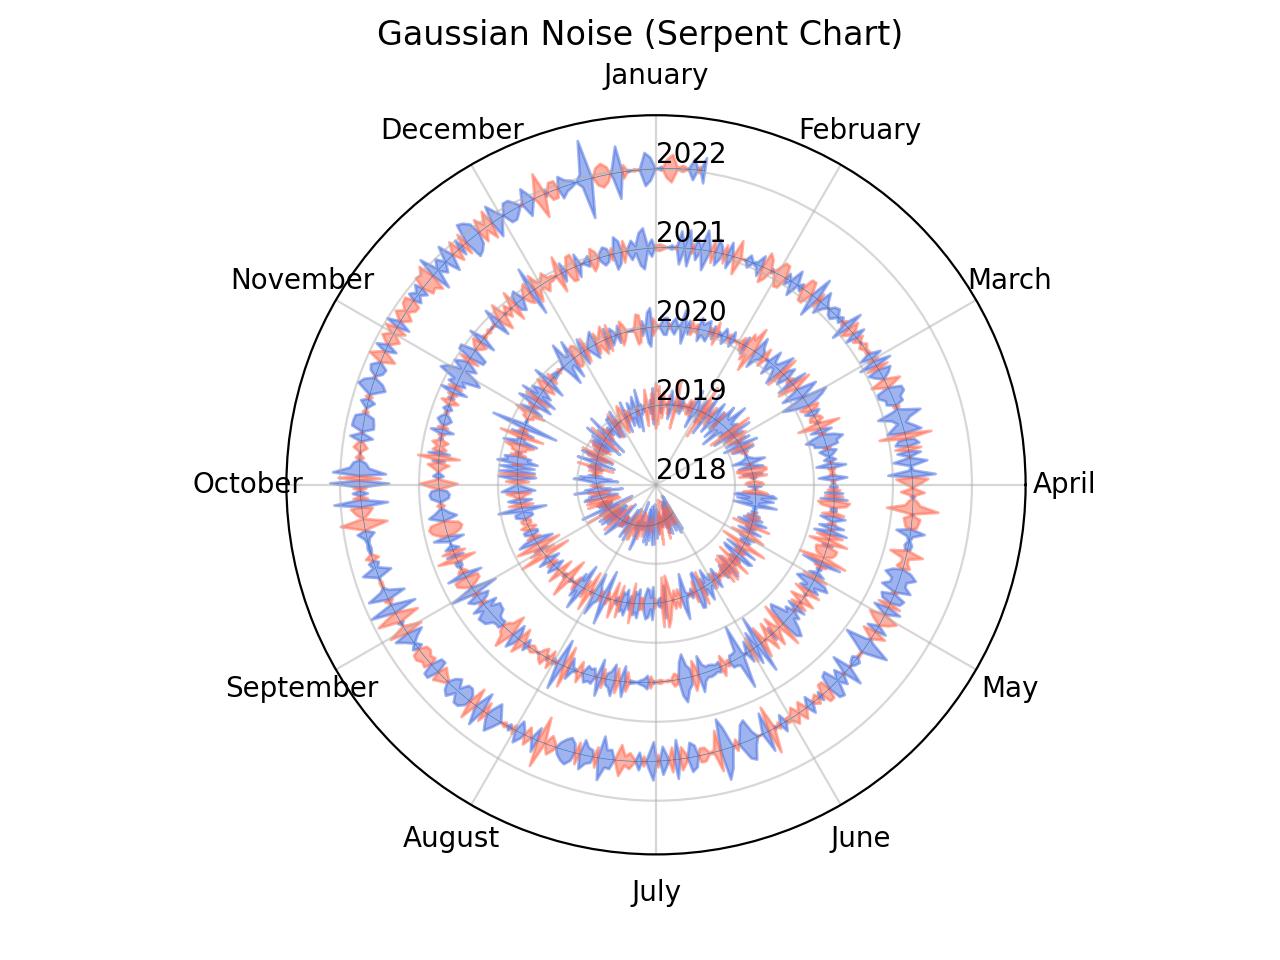 Gaussian Noise (Serpent Chart)
January
December
February
2022
2021
November
March
2020
2019
2018
October
April
September
May
August
June
July